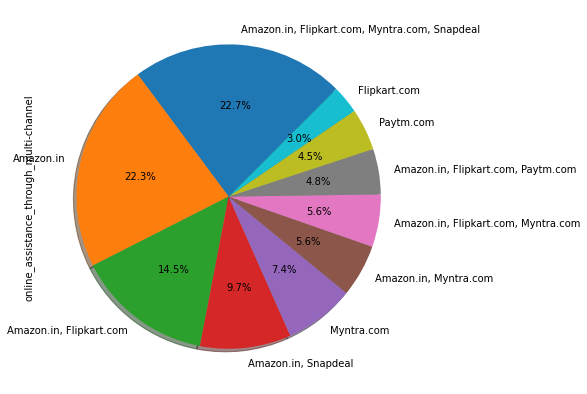 Amazon.in, Flipkart.com, Myntra.com, Snapdeal
22.7%
Flipkart.com
3.0%
Paytm.com
4.5%
Amazon.in, Flipkart.com, Paytm.com
4.8%
Amazon.in, Flipkart.com, Myntra.com
5.6%
Amazon.in, Myntra.com
5.6%
Myntra.com
7.4%
Amazon.in, Snapdeal
9.7%
Amazon.in, Flipkart.com
14.5%
Amazon.in
22.3%
online_assistance_through_multi-channel